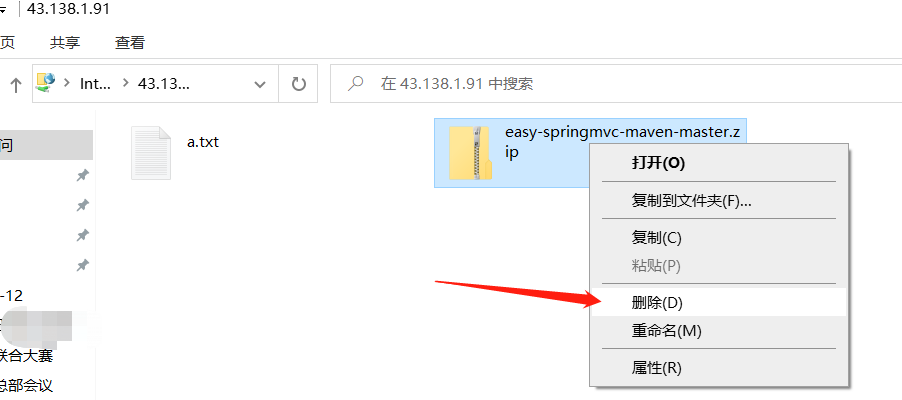 43.138.1.91
页 共享 查看
Int... 43.13... 在 43.138.1.91 中搜索
问
a.txt
easy-springmvc-maven-master.z
ip
打开(O)
复制到文件夹(F)...
复制(C)
粘贴(P)
删除(D)
重命名(M)
属性(R)
-12
联合大赛
总部会议